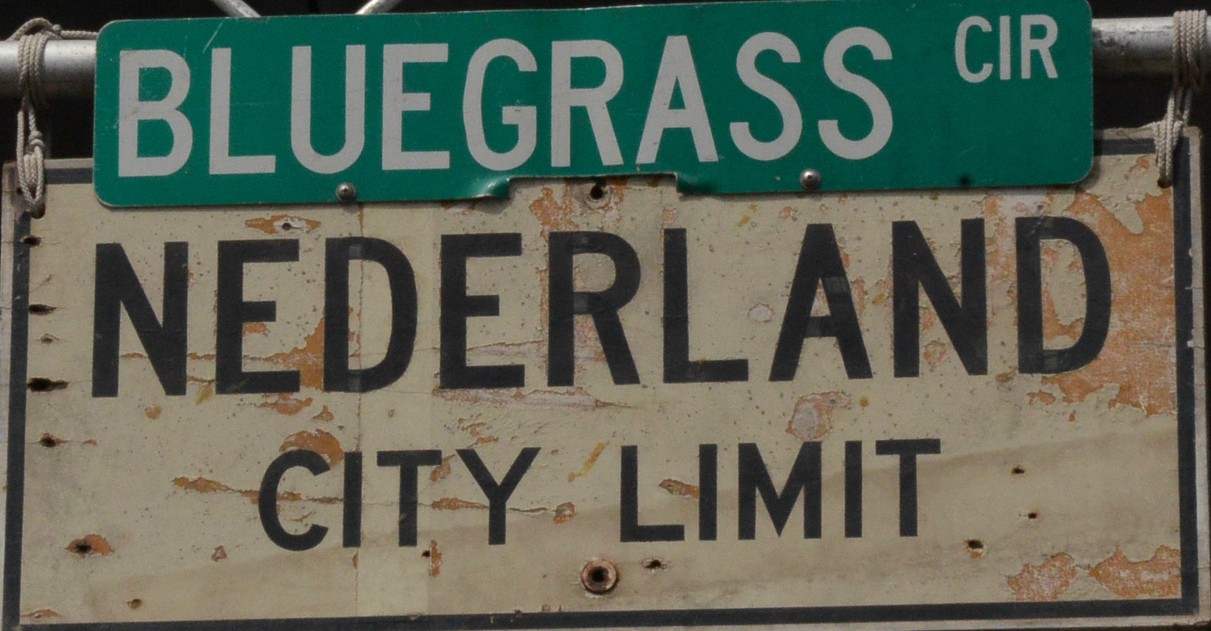 BLUEGRASS CIR
NEDERLAND
CITY LIMIT